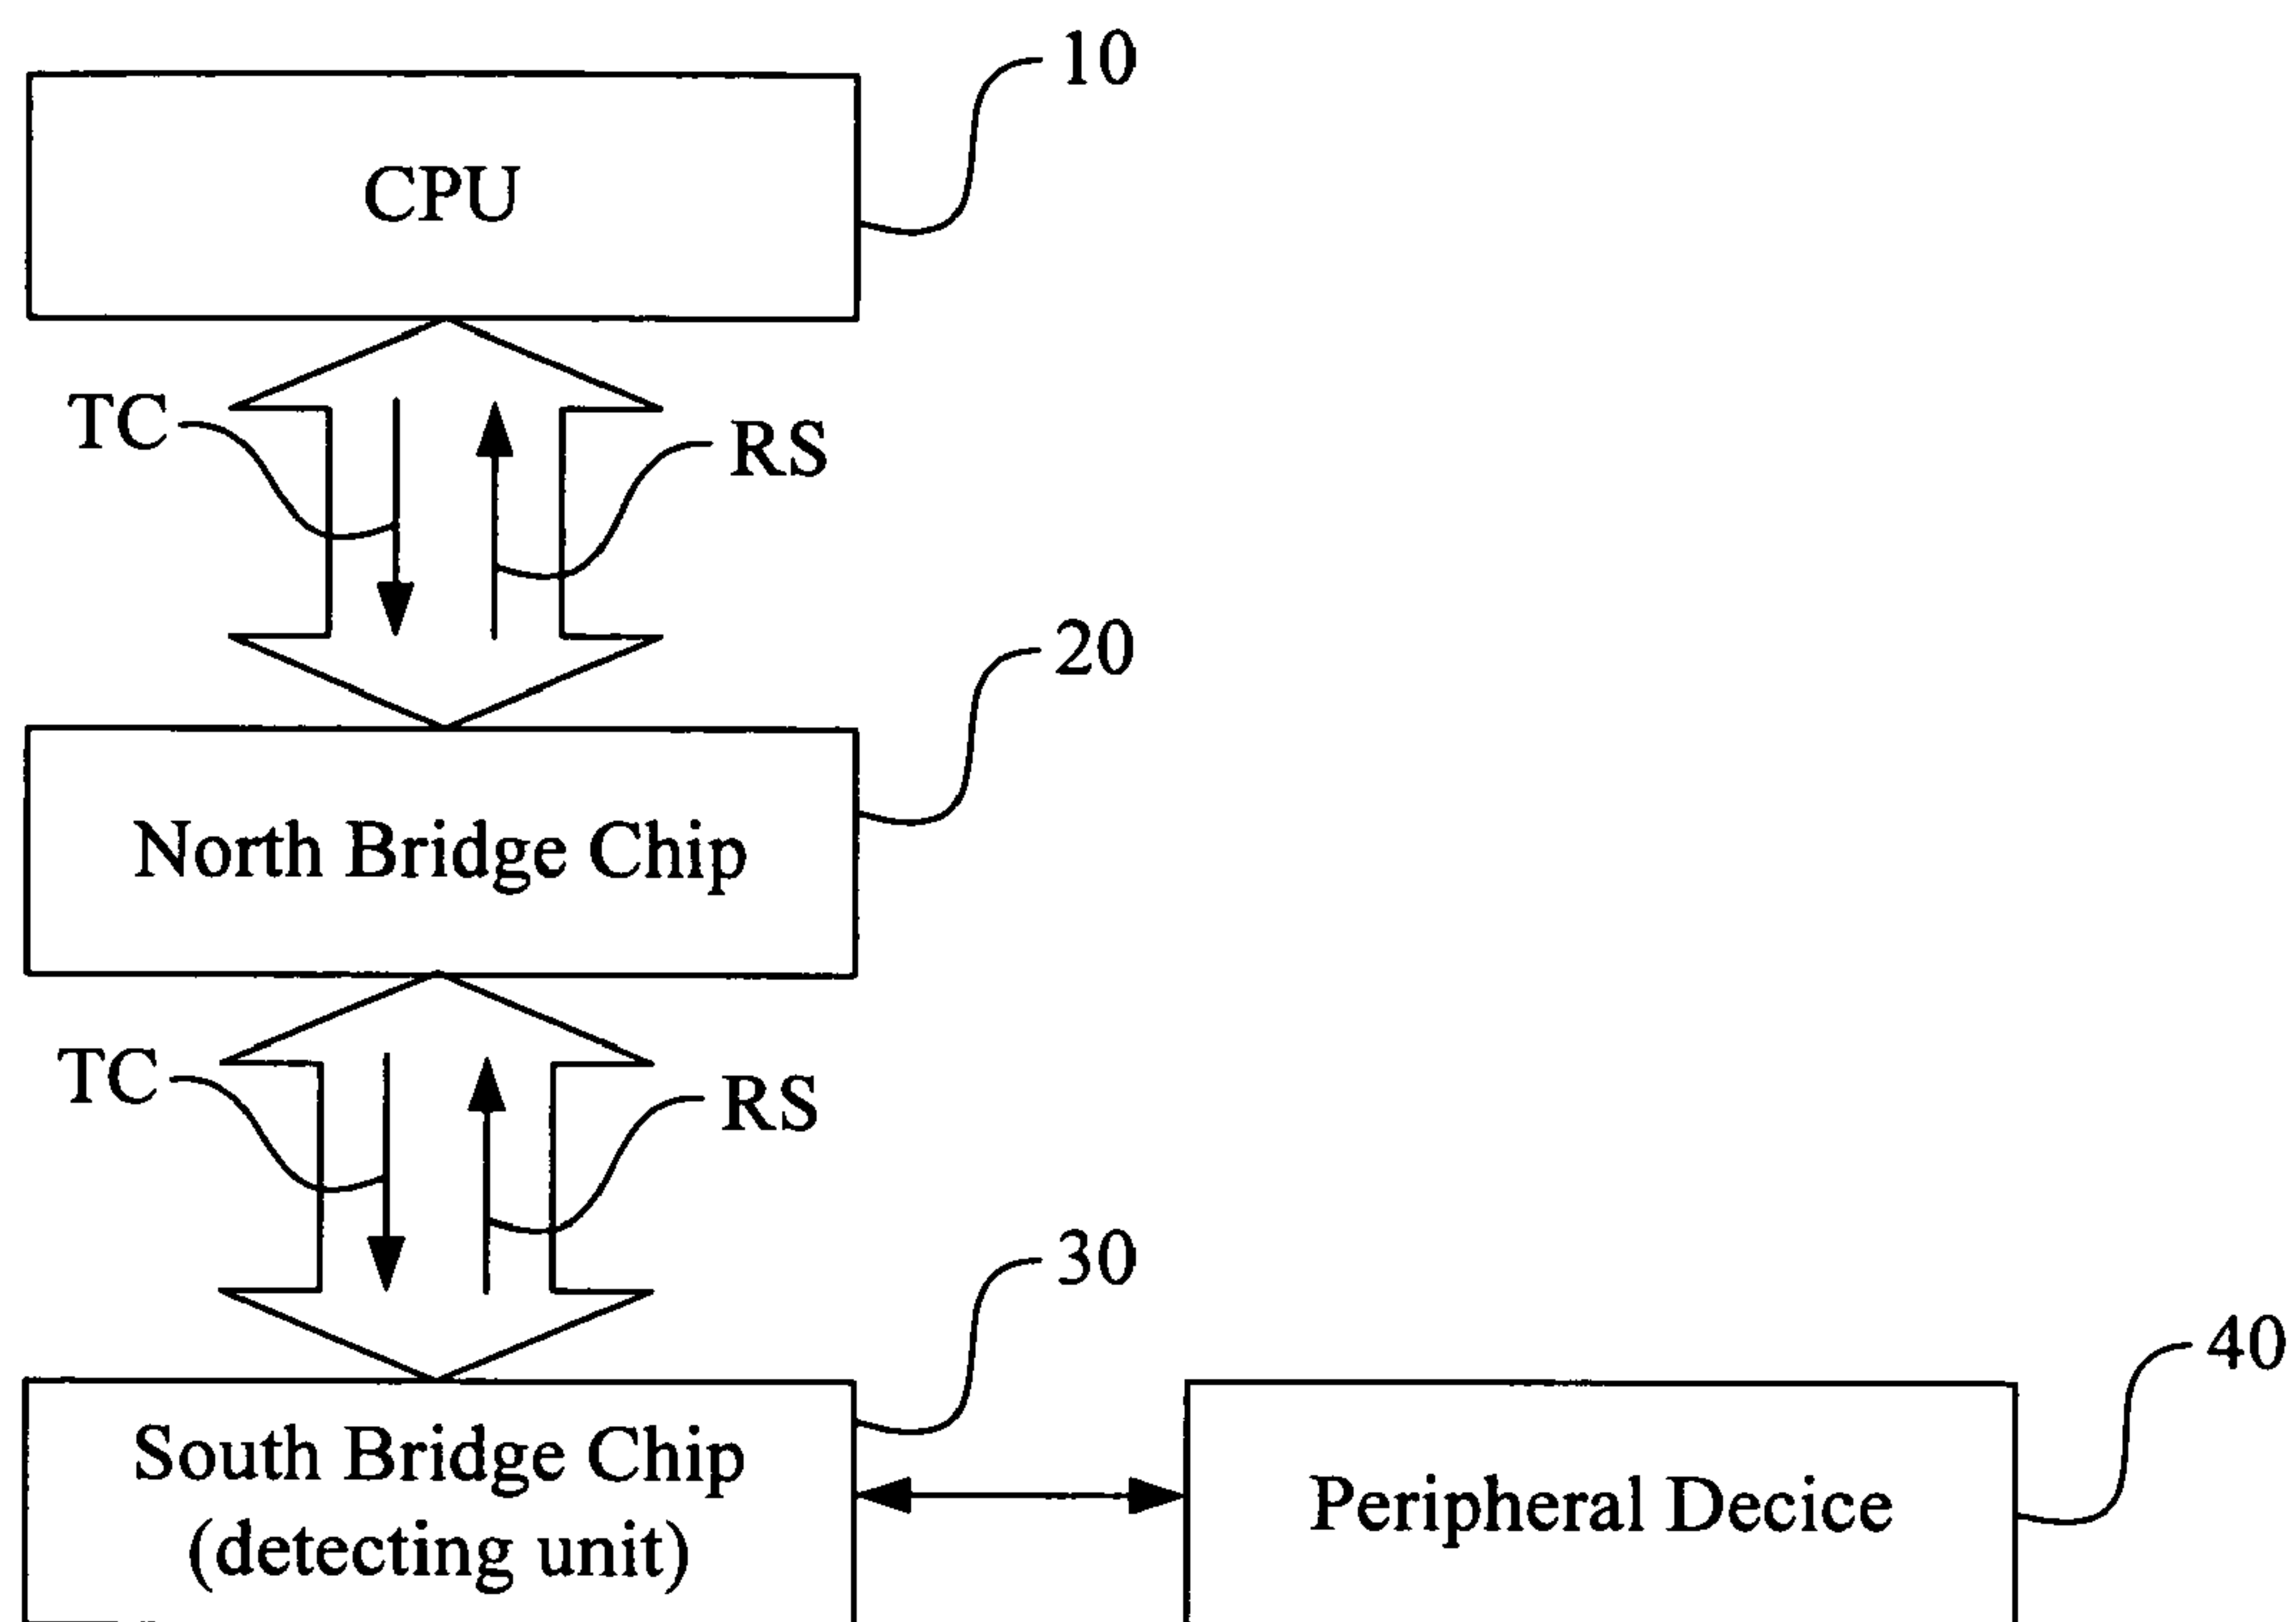 10
CPU
TC
RS
20
North Bridge Chip
TC
RS
30
40
South Bridge Chip
(detecting unit)
Peripheral Decice